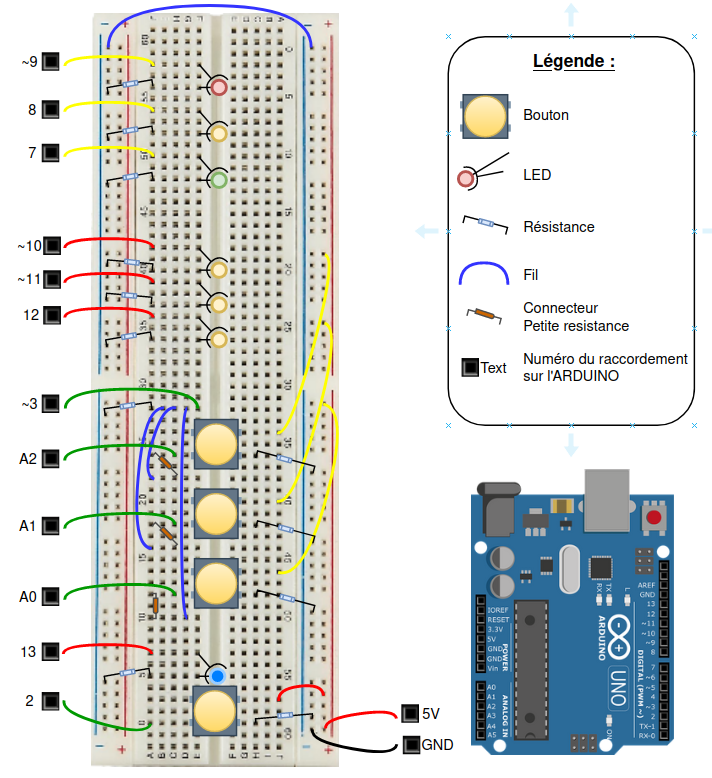 ~9
8
7
~10
~11
12
~3
A2
A1
A0
13
2
5V
GND
Légende :
Bouton
LED
Résistance
Fil
Connecteur
Petite resistance
Text
Numéro du raccordement
sur l'ARDUINO
IOREF
RESET
3.3V
5V
GND
GND
Vin
POWER
A0
A1
A2
A3
A4
A5
ANALOG IN
ARDUINO
UNO
RX
TX
L
ON
AREF
GND
13
12
~11
~10
~9
8
7
~6
~5
4
~3
2
TX-1
RX-0
DIGITAL (PWM ~)